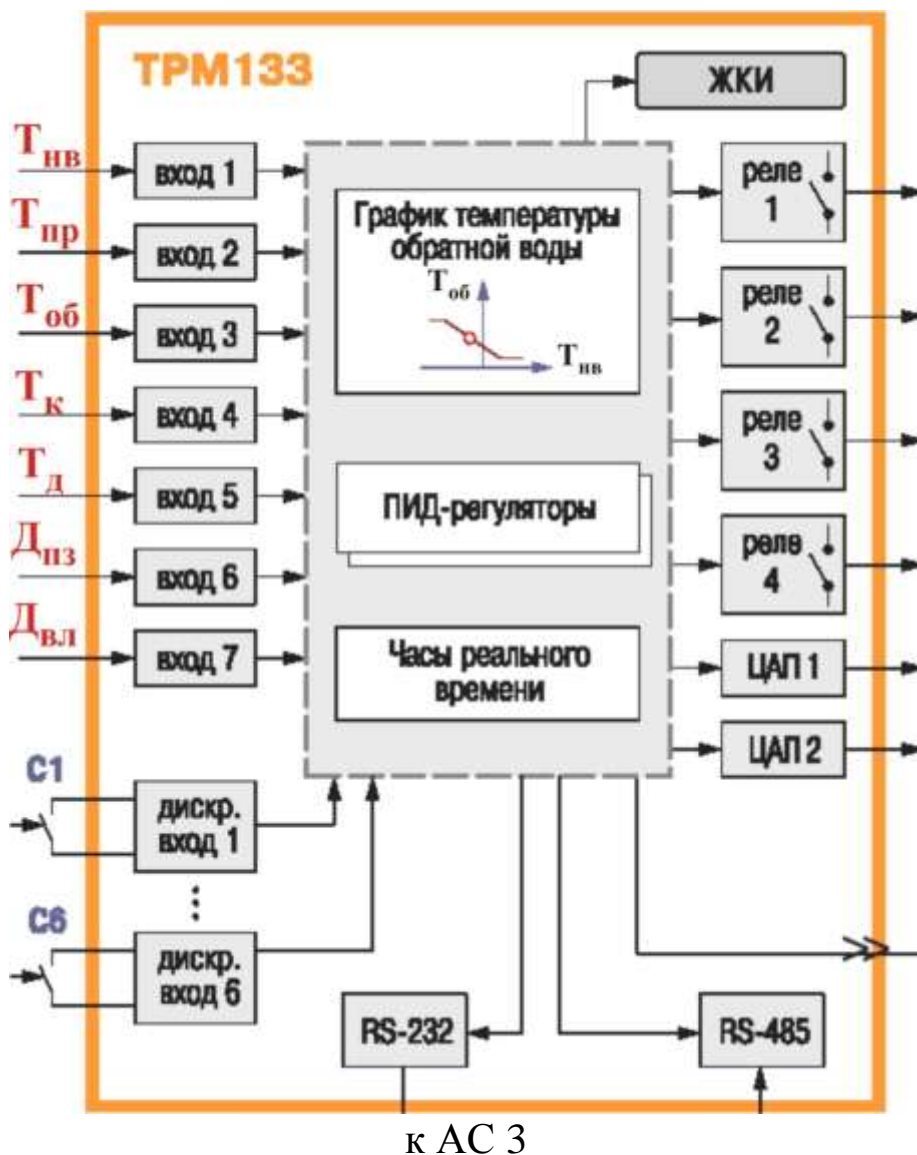 ТРМ133
ЖКИ
Tнв
вход 1
Tпр
вход 2
Tоб
вход 3
Tк
вход 4
Tд
вход 5
Дпз
вход 6
Двл
вход 7
График температуры
обратной воды
Tоб
Tнв
ПИД-регуляторы
Часы реального
времени
реле
1
реле
2
реле
3
реле
4
ЦАП 1
ЦАП 2
С1
дискр.
вход 1
...
С6
дискр.
вход 6
RS-232
RS-485
к АС 3